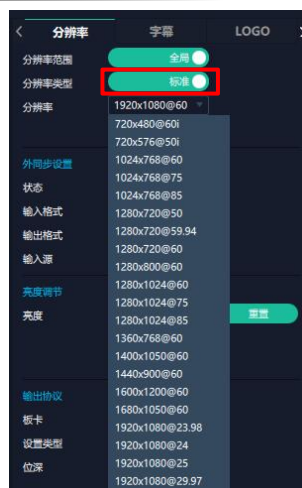 分辨率 字幕 LOGO
分辨率范围 全局
分辨率类型 标准
分辨率 1920x1080@60
720x480@60i
720x576@50i
1024x768@60
外同步设置 1024x768@75
状态 1024x768@85
输入格式 1280x720@50
输出格式 1280x720@59.94
1280x720@60
输入源 1280x800@60
1280x1024@60
亮度调节 1280x1024@75
亮度 1280x1024@85 重置
1360x768@60
1400x1050@60
1440x900@60
输出协议 1600x1200@60
板卡 1680x1050@60
1920x1080@23.98
设置类型 1920x1080@24
位深 1920x1080@25
1920x1080@29.97